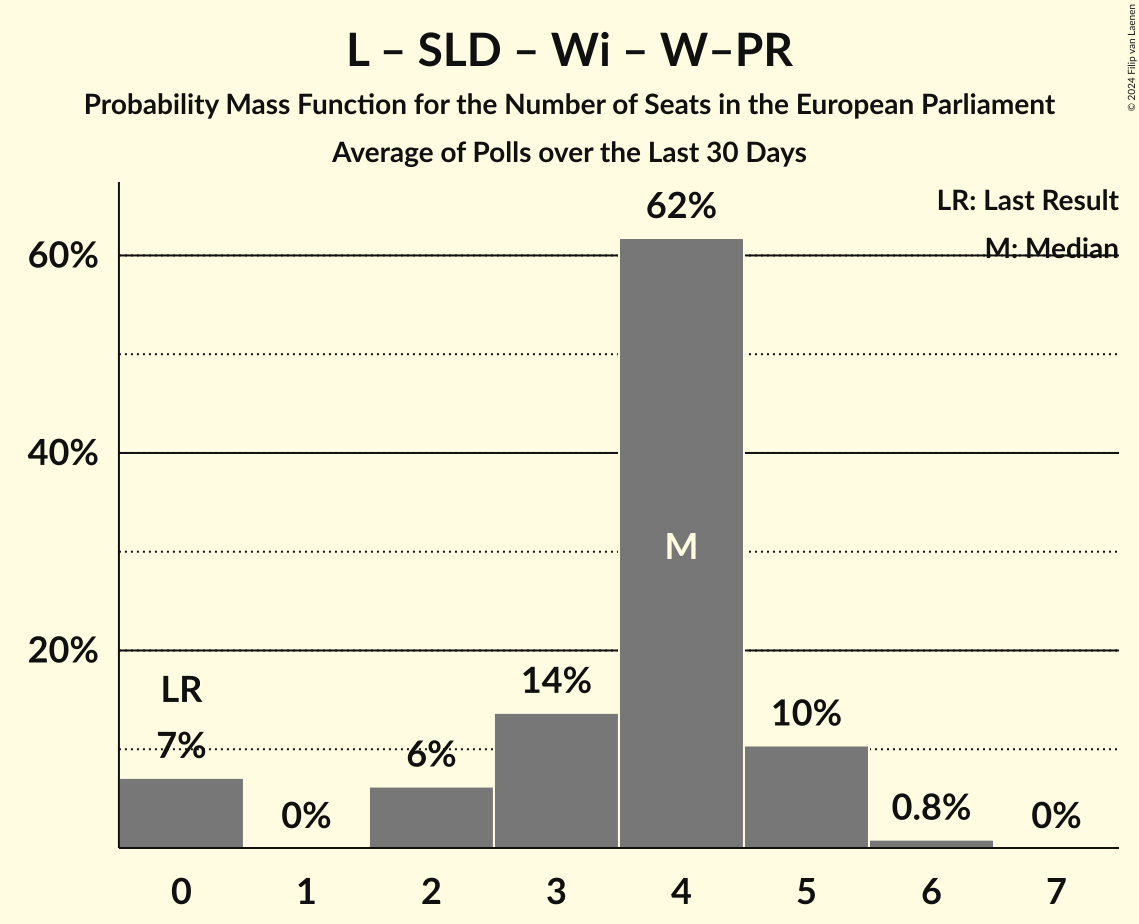 L – SLD – Wi – W–PR
Probability Mass Function for the Number of Seats in the European Parliament
Average of Polls over the Last 30 Days
© 2024 Filip van Laenen
LR: Last Result
M: Median
60%
40%
20%
62%
M
LR
7%
0%
6%
14%
10%
0.8%
0%
0 1 2 3 4 5 6 7